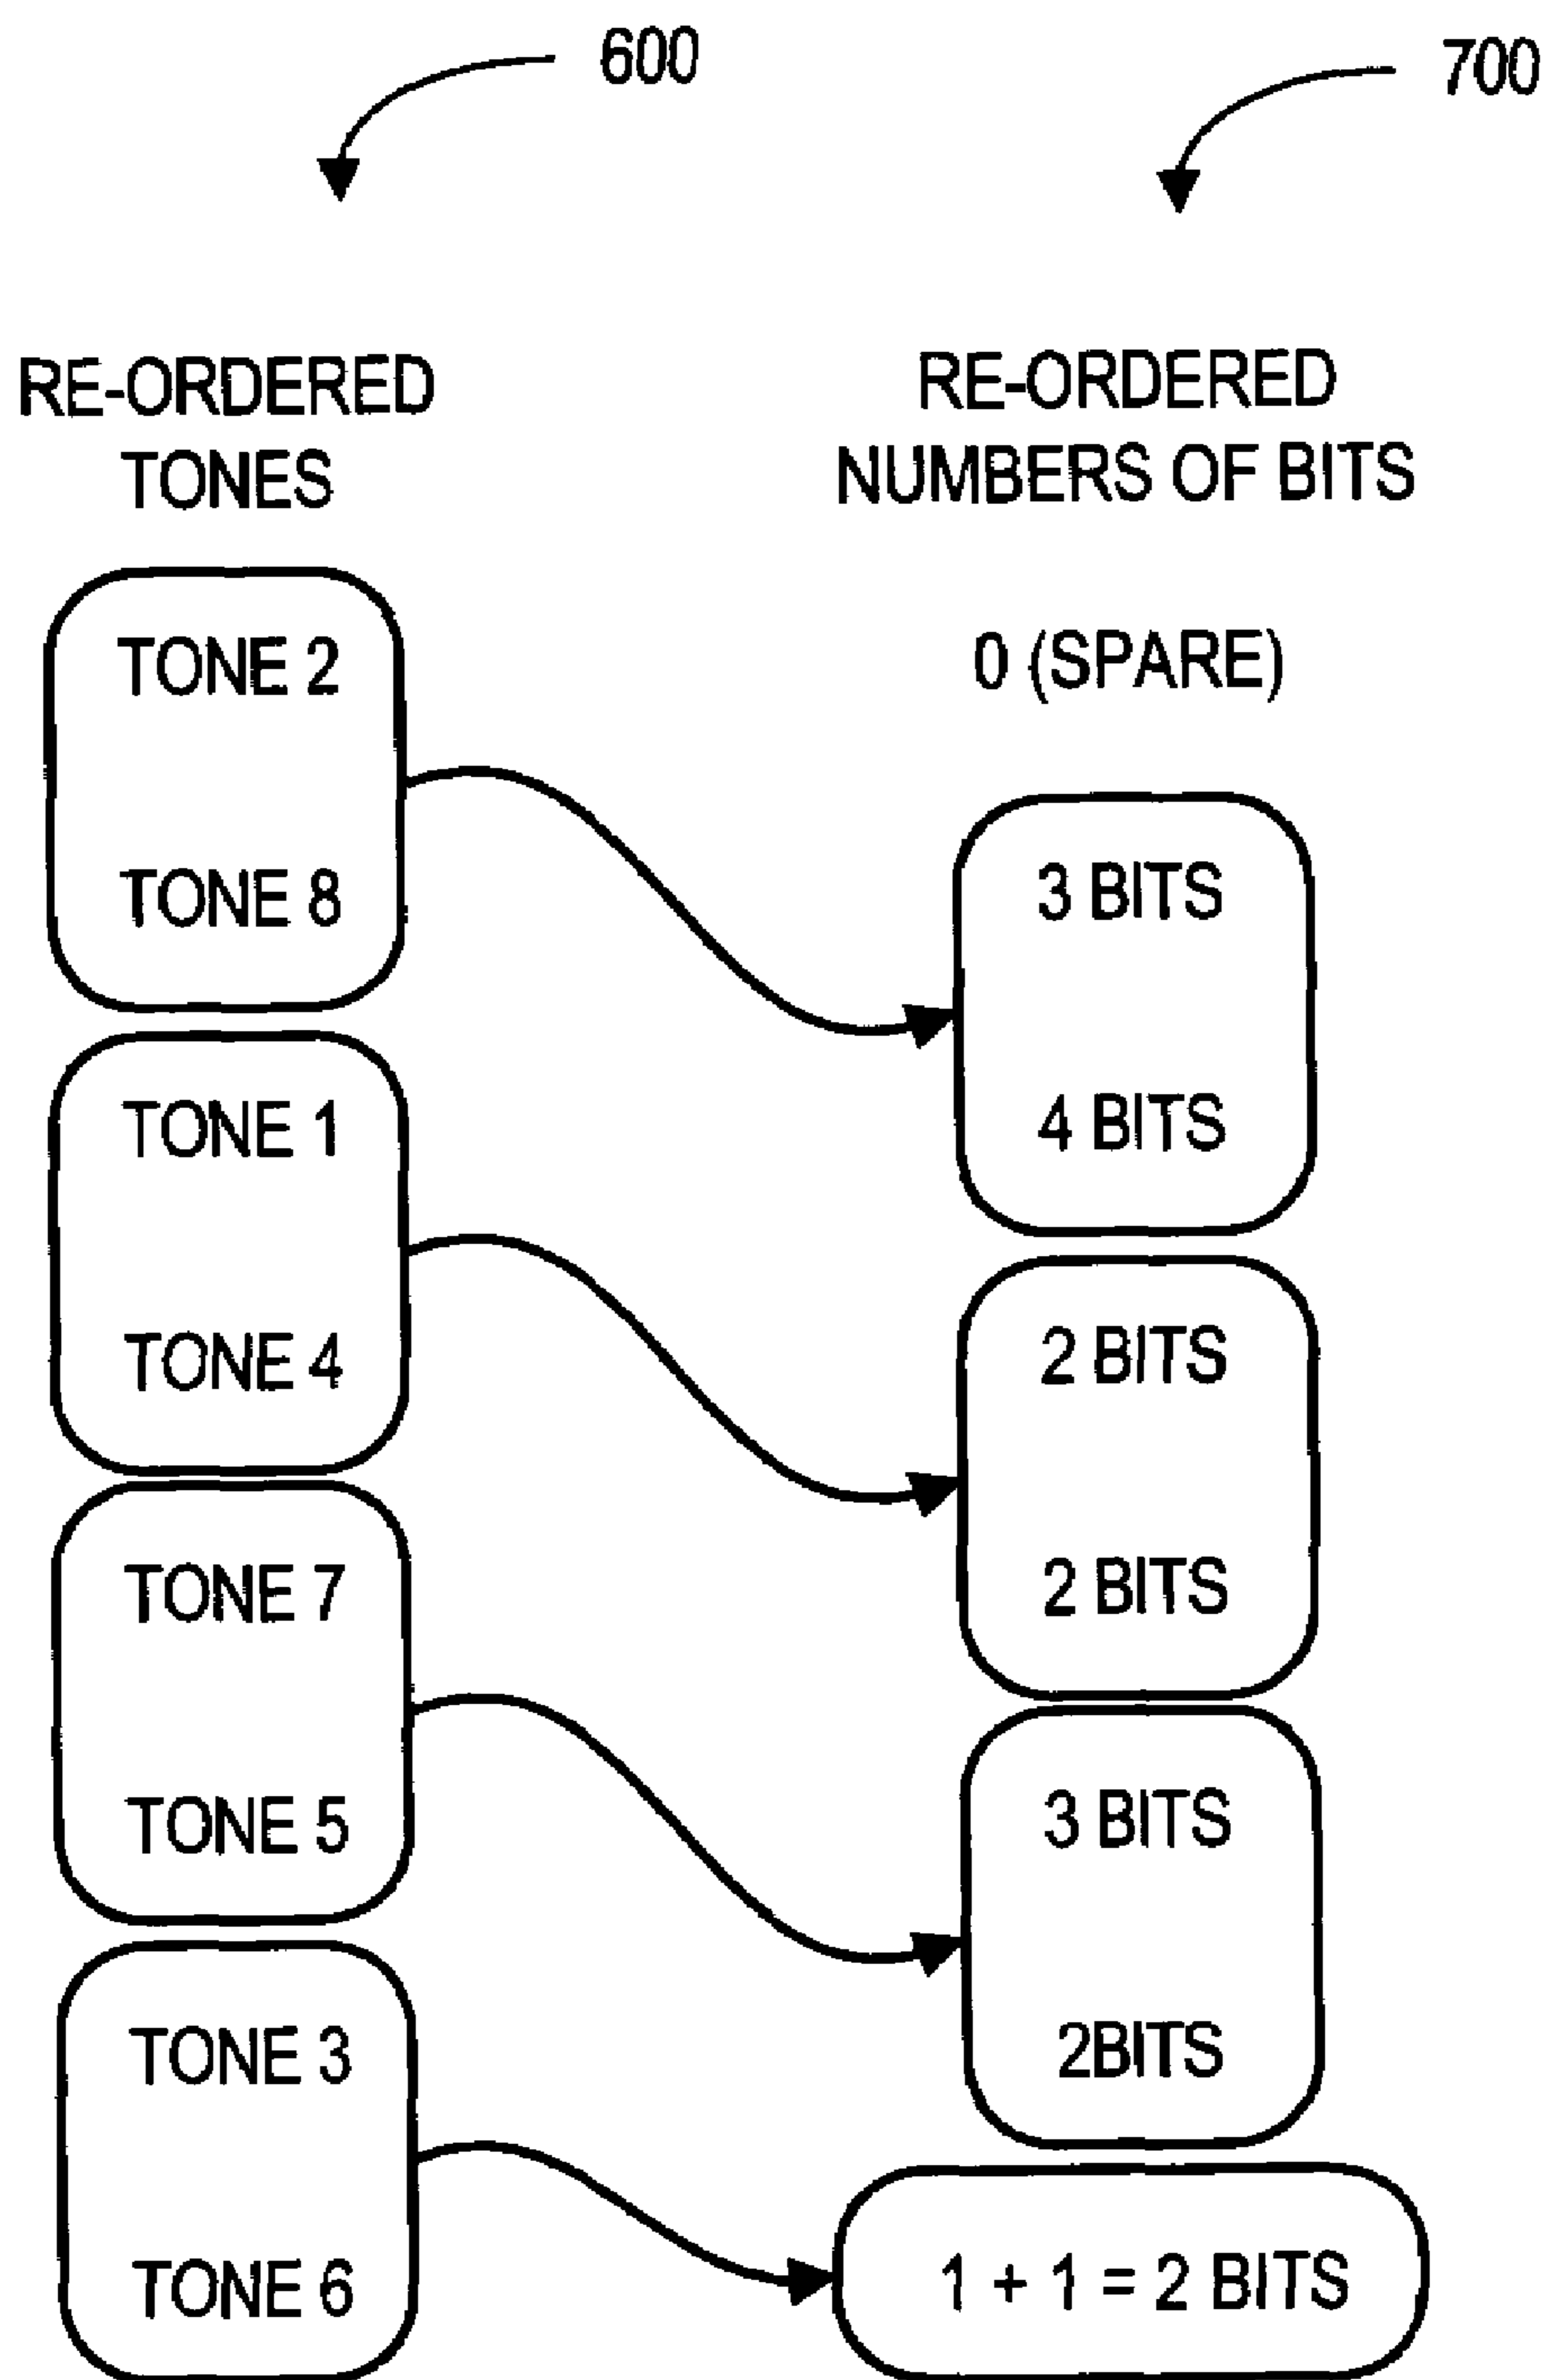 600
700
RE-ORDERED
TONES
RE-ORDERED
NUMBERS OF BITS
TONE 2
TONE 8
TONE 1
TONE 4
TONE 7
TONE 5
TONE 3
TONE 6
0 (SPARE)
3 BITS
4 BITS
2 BITS
2 BITS
3 BITS
2BITS
1 + 1 = 2 BITS